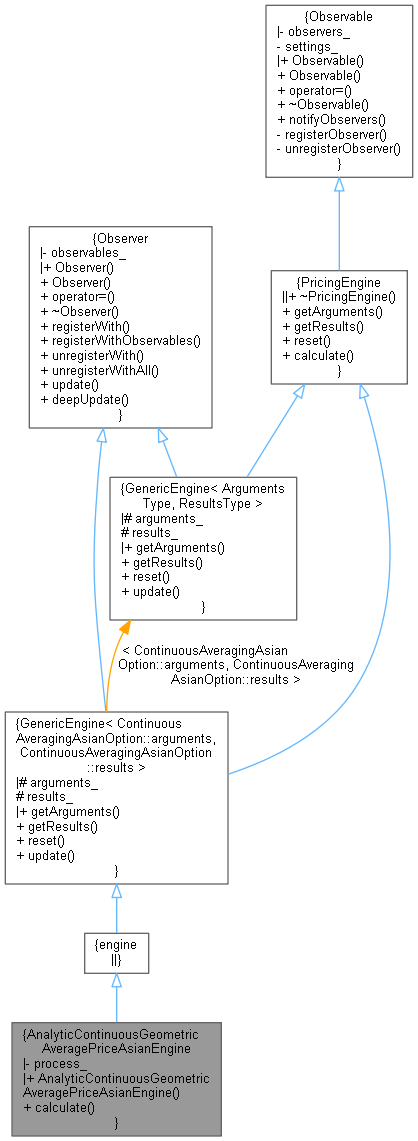 {Observable
|- observers_
- settings_
|+ Observable()
+ Observable()
+ operator=()
+ ~Observable()
+ notifyObservers()
- registerObserver()
- unregisterObserver()
}
{Observer
|- observables_
|+ Observer()
+ Observer()
+ operator=()
+ ~Observer()
+ registerWith()
+ registerWithObservables()
+ unregisterWith()
+ unregisterWithAll()
+ update()
+ deepUpdate()
}
{PricingEngine
||+ ~PricingEngine()
+ getArguments()
+ getResults()
+ reset()
+ calculate()
}
{GenericEngine< Arguments
Type, ResultsType >
|# arguments_
# results_
|+ getArguments()
+ getResults()
+ reset()
+ update()
}
< ContinuousAveragingAsian
Option::arguments, ContinuousAveraging
AsianOption::results >
{GenericEngine< Continuous
AveragingAsianOption::arguments,
ContinuousAveragingAsianOption
::results >
|# arguments_
# results_
|+ getArguments()
+ getResults()
+ reset()
+ update()
}
{engine
||}
{AnalyticContinuousGeometric
AveragePriceAsianEngine
|- process_
|+ AnalyticContinuousGeometric
AveragePriceAsianEngine()
+ calculate()
}